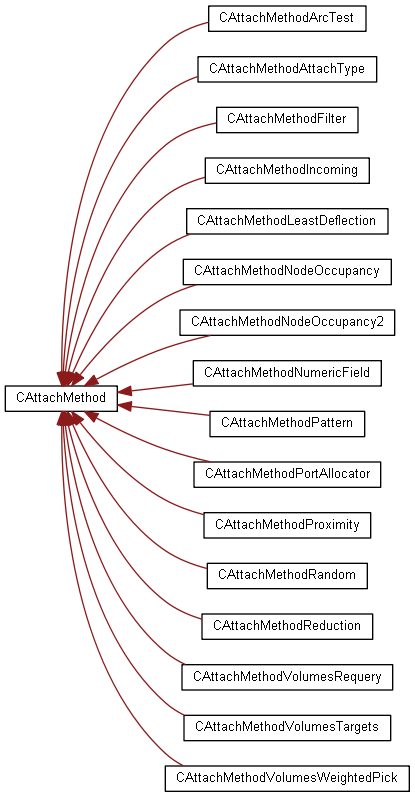 CAttachMethodArcTest
CAttachMethodAttachType
CAttachMethodFilter
CAttachMethodIncoming
CAttachMethodLeastDeflection
CAttachMethodNodeOccupancy
CAttachMethodNodeOccupancy2
CAttachMethodNumericField
CAttachMethod
CAttachMethodPattern
CAttachMethodPortAllocator
CAttachMethodProximity
CAttachMethodRandom
CAttachMethodReduction
CAttachMethodVolumesRequery
CAttachMethodVolumesTargets
CAttachMethodVolumesWeightedPick